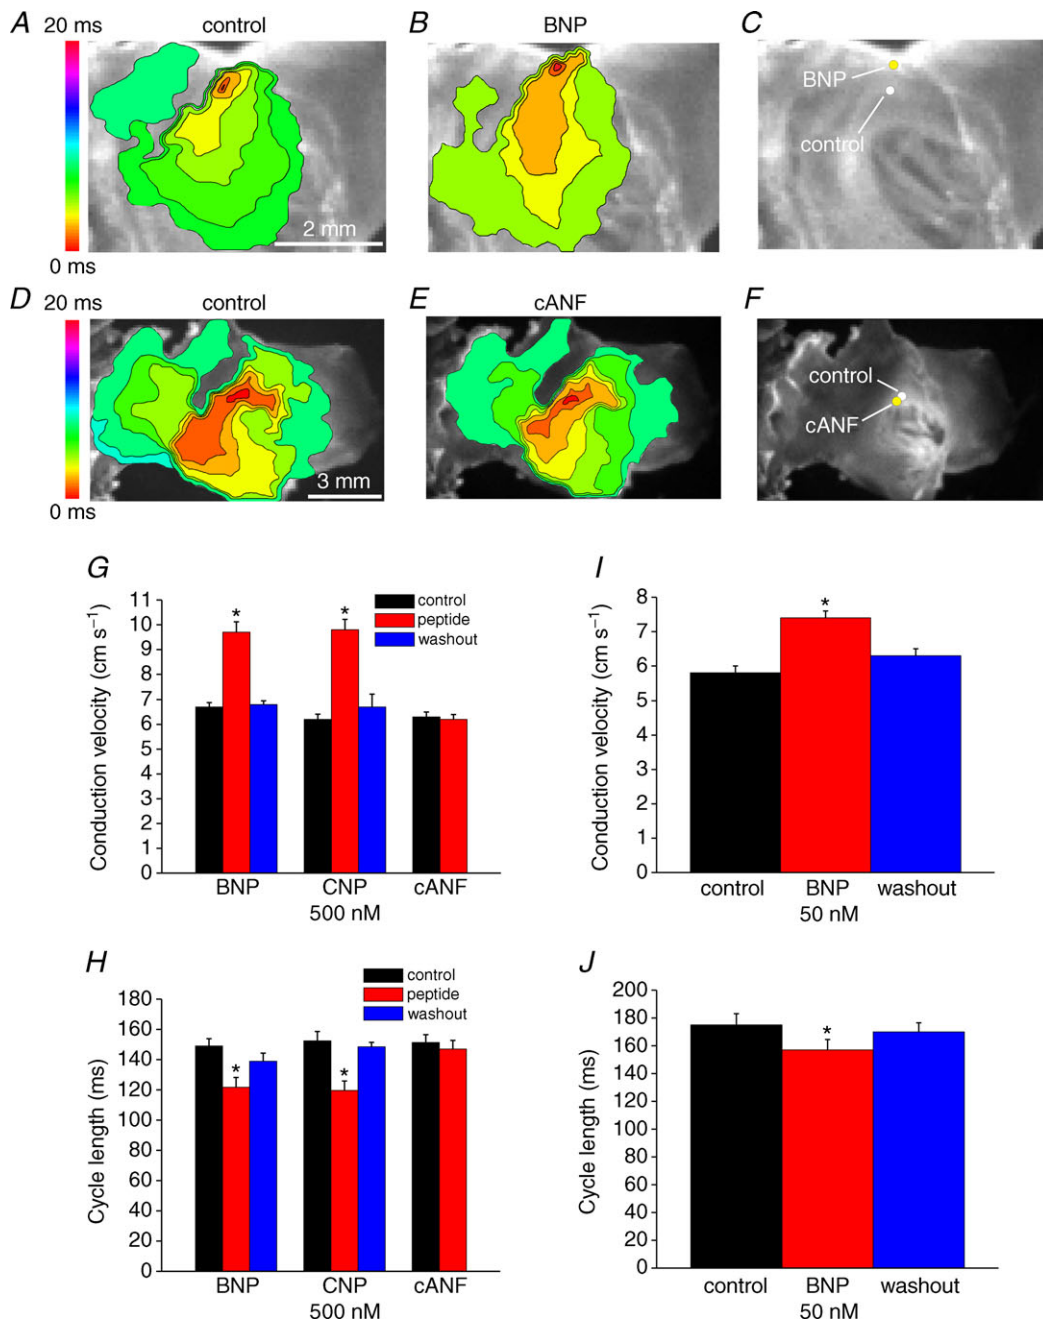 A
20 ms
control
0 ms
2 mm
B
BNP
C
BNP
control
D
20 ms
control
0 ms
3 mm
E
cANF
F
control
cANF
G
Conduction velocity (cm s⁻¹)
11
10
9
8
7
6
5
4
3
2
1
0
*
*
control
peptide
washout
BNP
CNP
cANF
500 nM
I
Conduction velocity (cm s⁻¹)
8
7
6
5
4
3
2
1
0
*
control
BNP
washout
50 nM
H
Cycle length (ms)
180
160
140
120
100
80
60
40
20
0
*
*
control
peptide
washout
BNP
CNP
cANF
500 nM
J
Cycle length (ms)
200
180
160
140
120
100
80
60
40
20
0
*
control
BNP
washout
50 nM